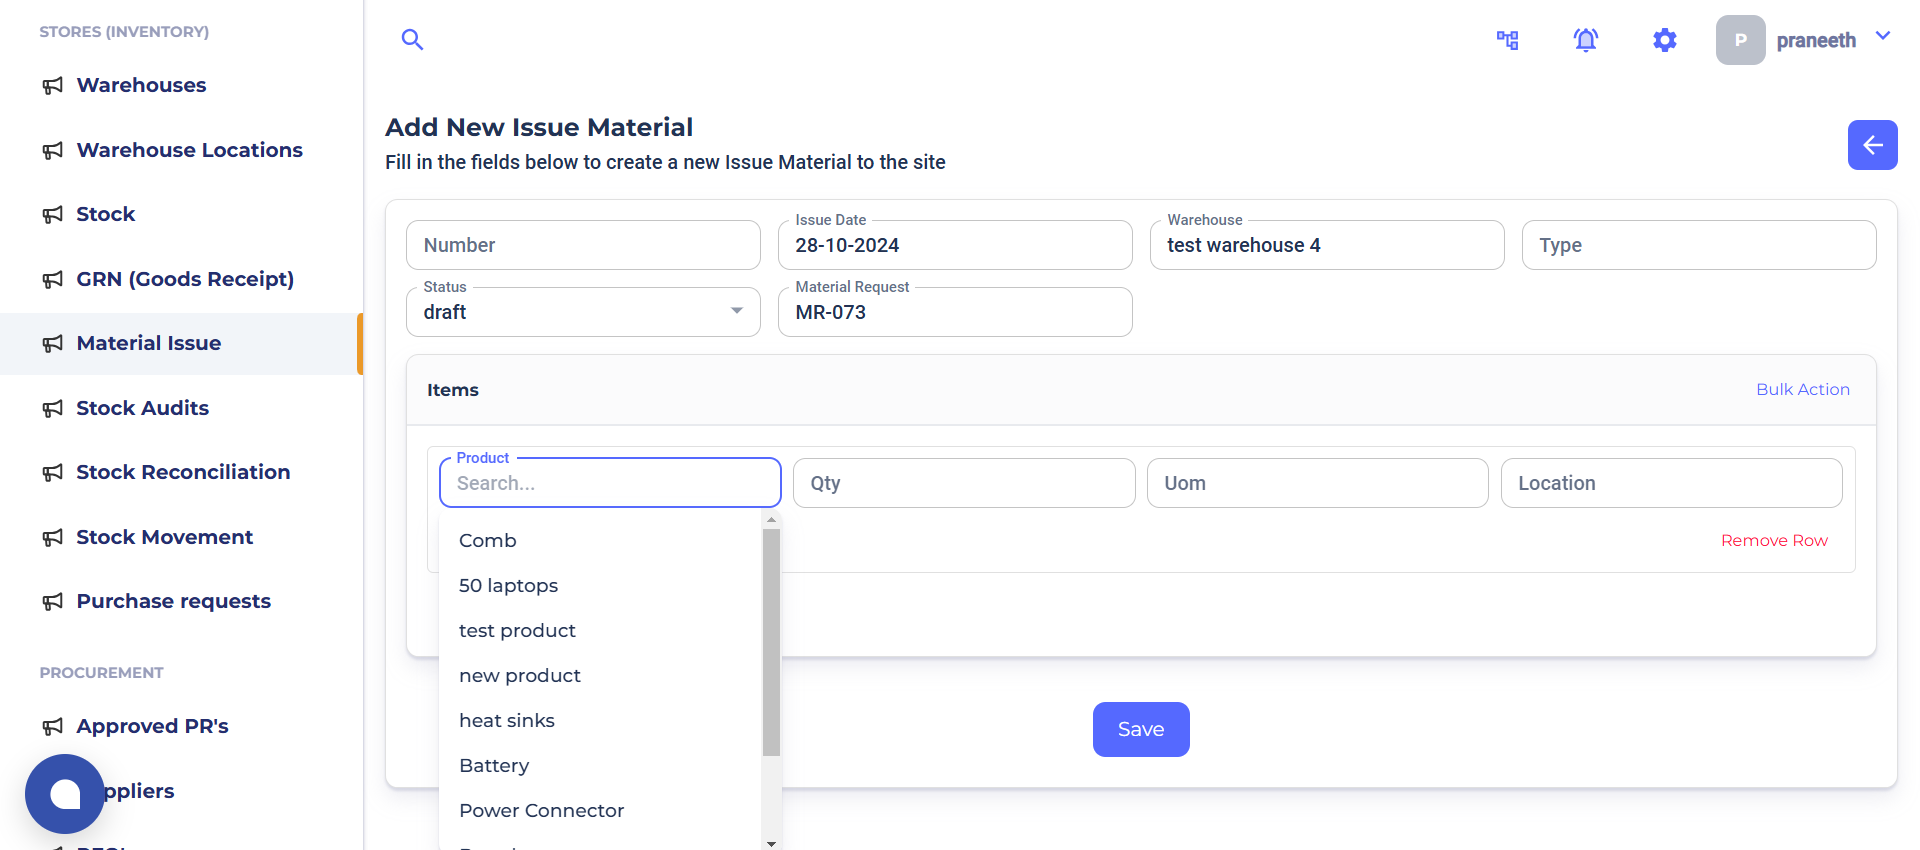 STORES (INVENTORY)
Warehouses
Warehouse Locations
Stock
GRN (Goods Receipt)
Material Issue
Stock Audits
Stock Reconciliation
Stock Movement
Purchase requests
PROCUREMENT
Approved PR's
ppliers
P
praneeth
Add New Issue Material
Fill in the fields below to create a new Issue Material to the site
Number
Issue Date
28-10-2024
Warehouse
test warehouse 4
Type
Status
draft
Material Request
MR-073
Items
Bulk Action
Product
Search...
Qty
Uom
Location
Remove Row
Comb
50 laptops
test product
new product
heat sinks
Battery
Power Connector
Save